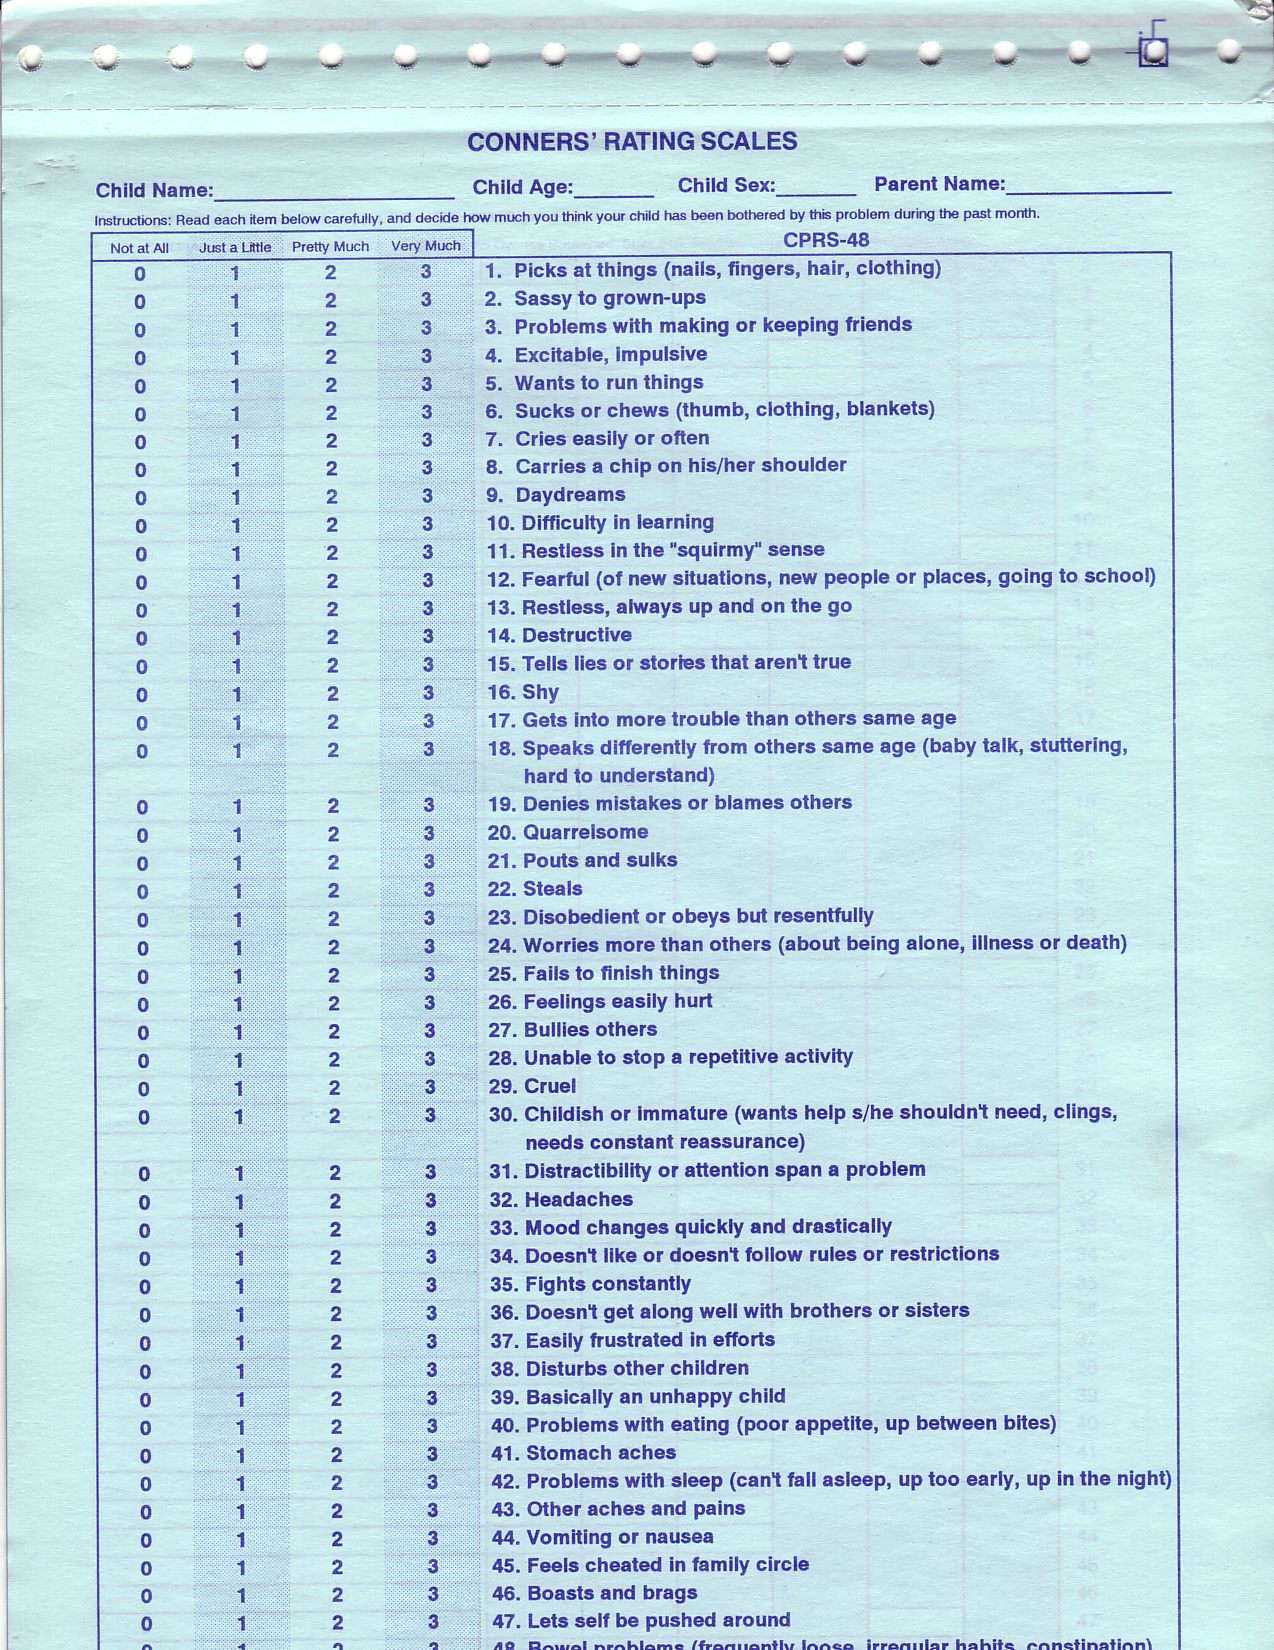 CONNERS' RATING SCALES
Child Name: Child Age: Child Sex: Parent Name:
Instructions: Read each item below carefully, and decide how much you think your child has been bothered by this problem during the past month.
Not at All Just a Little Pretty Much Very Much CPRS-48
0 1 2 3 1. Picks at things (nails, fingers, hair, clothing)
0 1 2 3 2. Sassy to grown-ups
0 1 2 3 3. Problems with making or keeping friends
0 1 2 3 4. Excitable, impulsive
0 1 2 3 5. Wants to run things
0 1 2 3 6. Sucks or chews (thumb, clothing, blankets)
0 1 2 3 7. Cries easily or often
0 1 2 3 8. Carries a chip on his/her shoulder
0 1 2 3 9. Daydreams
0 1 2 3 10. Difficulty in learning
0 1 2 3 11. Restless in the "squirmy" sense
0 1 2 3 12. Fearful (of new situations, new people or places, going to school)
0 1 2 3 13. Restless, always up and on the go
0 1 2 3 14. Destructive
0 1 2 3 15. Tells lies or stories that aren't true
0 1 2 3 16. Shy
0 1 2 3 17. Gets into more trouble than others same age
0 1 2 3 18. Speaks differently from others same age (baby talk, stuttering,
hard to understand)
0 1 2 3 19. Denies mistakes or blames others
0 1 2 3 20. Quarrelsome
0 1 2 3 21. Pouts and sulks
0 1 2 3 22. Steals
0 1 2 3 23. Disobedient or obeys but resentfully
0 1 2 3 24. Worries more than others (about being alone, illness or death)
0 1 2 3 25. Fails to finish things
0 1 2 3 26. Feelings easily hurt
0 1 2 3 27. Bullies others
0 1 2 3 28. Unable to stop a repetitive activity
0 1 2 3 29. Cruel
0 1 2 3 30. Childish or immature (wants help s/he shouldn't need, clings,
needs constant reassurance)
0 1 2 3 31. Distractibility or attention span a problem
0 1 2 3 32. Headaches
0 1 2 3 33. Mood changes quickly and drastically
0 1 2 3 34. Doesn't like or doesn't follow rules or restrictions
0 1 2 3 35. Fights constantly
0 1 2 3 36. Doesn't get along well with brothers or sisters
0 1 2 3 37. Easily frustrated in efforts
0 1 2 3 38. Disturbs other children
0 1 2 3 39. Basically an unhappy child
0 1 2 3 40. Problems with eating (poor appetite, up between bites)
0 1 2 3 41. Stomach aches
0 1 2 3 42. Problems with sleep (can't fall asleep, up too early, up in the night)
0 1 2 3 43. Other aches and pains
0 1 2 3 44. Vomiting or nausea
0 1 2 3 45. Feels cheated in family circle
0 1 2 3 46. Boasts and brags
0 1 2 3 47. Lets self be pushed around
0 1 2 3 48. Bowel problems (frequently loose, irregular habits, constipation)